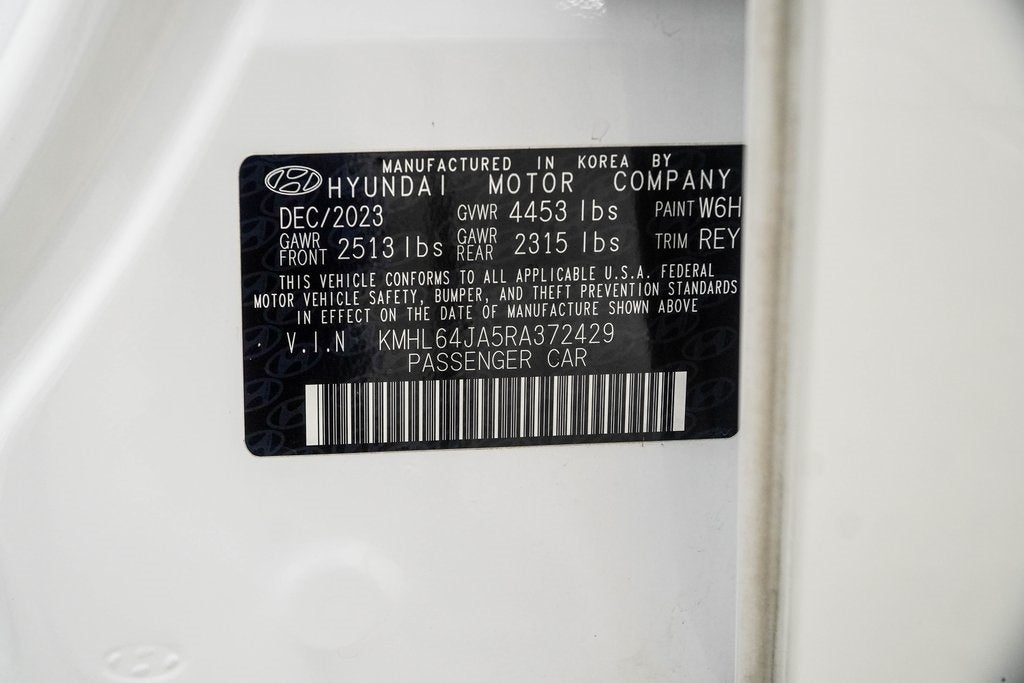 MANUFACTURED IN KOREA BY
HYUNDAI MOTOR COMPANY
DEC/2023 GVWR 4453 lbs PAINT W6H
GAWR FRONT 2513 lbs GAWR REAR 2315 lbs TRIM REY
THIS VEHICLE CONFORMS TO ALL APPLICABLE U.S.A. FEDERAL
MOTOR VEHICLE SAFETY, BUMPER, AND THEFT PREVENTION STANDARDS
IN EFFECT ON THE DATE OF MANUFACTURE SHOWN ABOVE
V.I.N KMHL64JA5RA372429
PASSENGER CAR